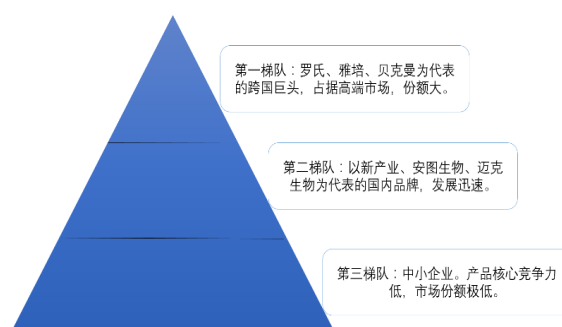 第一梯队：罗氏、雅培、贝克曼为代表
的跨国巨头，占据高端市场，份额大。
第二梯队：以新产业、安图生物、迈克
生物为代表的国内品牌，发展迅速。
第三梯队：中小企业。产品核心竞争力
低，市场份额极低。